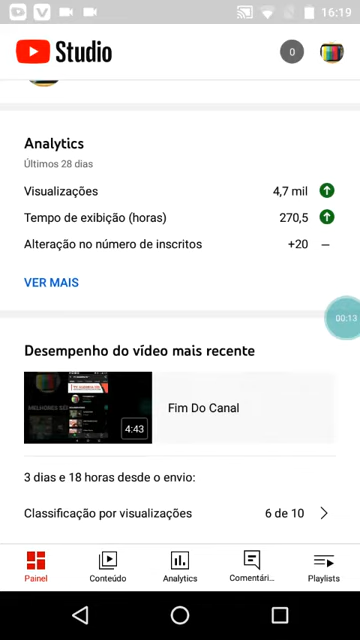 16:19
Studio
0
Analytics
Últimos 28 dias
Visualizações 4,7 mil
Tempo de exibição (horas) 270,5
Alteração no número de inscritos +20 –
VER MAIS
00:13
Desempenho do vídeo mais recente
MELHORES
4:43
Fim Do Canal
3 dias e 18 horas desde o envio:
Classificação por visualizações 6 de 10
Painel Conteúdo Analytics Comentári... Playlists